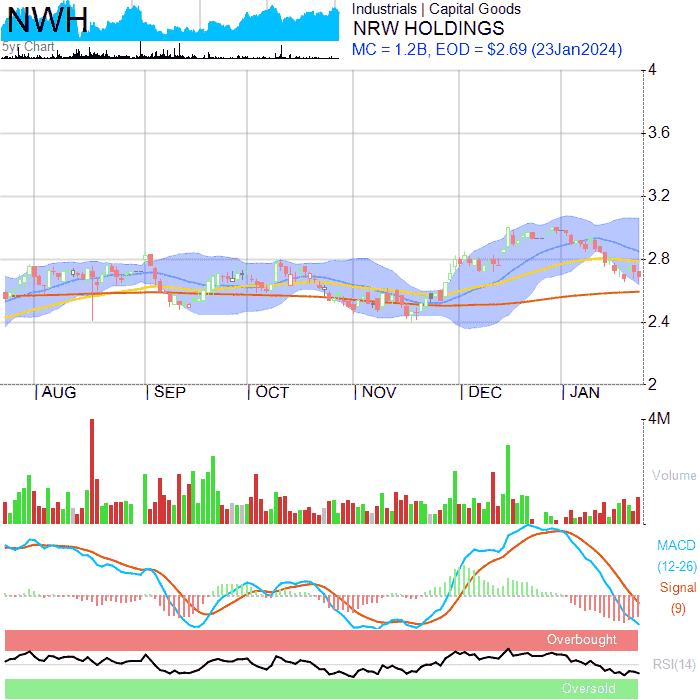 NWH
5yr Chart
Industrials | Capital Goods
NRW HOLDINGS
MC = 1.2B, EOD = $2.69 (23Jan2024)
4
3.6
3.2
2.8
2.4
2
| AUG | SEP | OCT | NOV | DEC | JAN
4M
Volume
MACD
(12-26)
Signal
(9)
Overbought
RSI(14)
Oversold